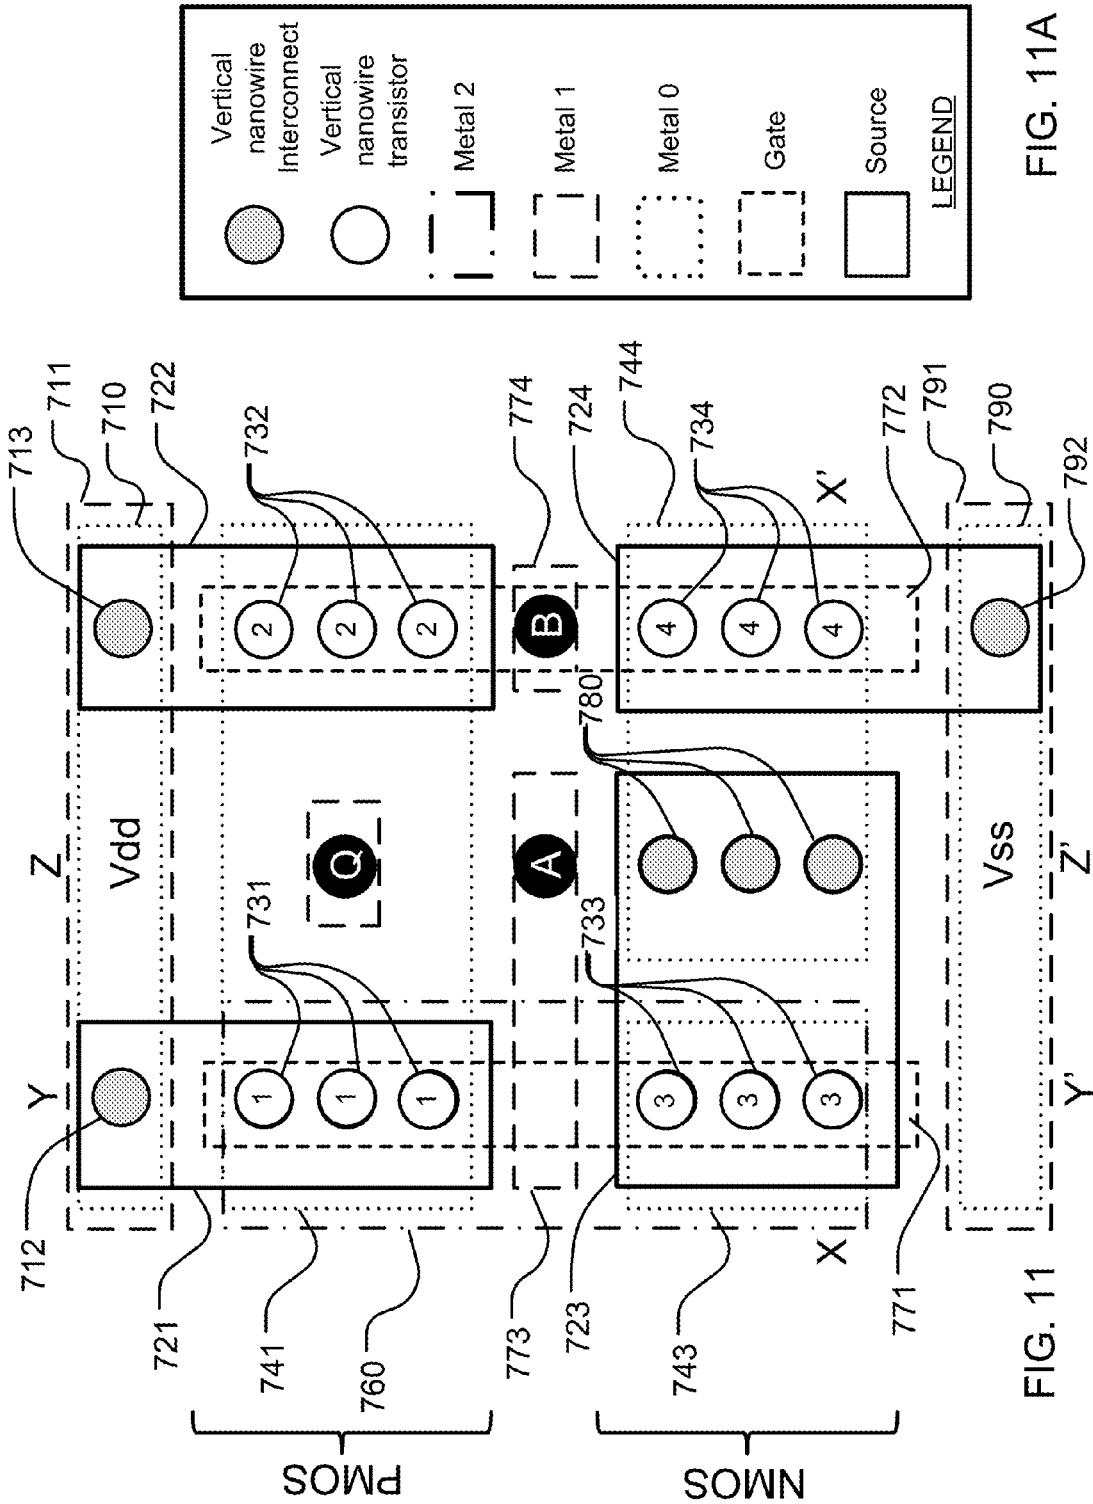 Vertical
nanowire
Interconnect
Vertical
nanowire
transistor
Metal 2
Metal 1
Metal 0
Gate
Source
LEGEND
FIG. 11A
713
711
710
722
732
774
724
744
734
772
791
790
792
780
X'
2
2
2
B
4
4
4
Z
Vdd
Q
A
Vss
Z'
731
733
Y
1
1
1
3
3
3
Y'
712
721
741
760
773
723
743
X
771
FIG. 11
PMOS
NMOS